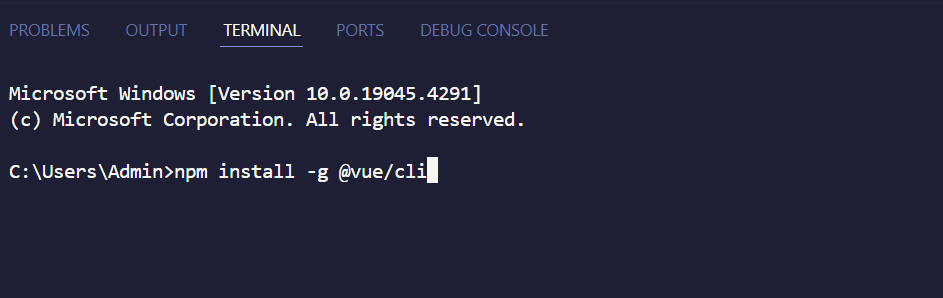 PROBLEMS OUTPUT TERMINAL PORTS DEBUG CONSOLE
Microsoft Windows [Version 10.0.19045.4291]
(c) Microsoft Corporation. All rights reserved.
C:\Users\Admin>npm install -g @vue/cli